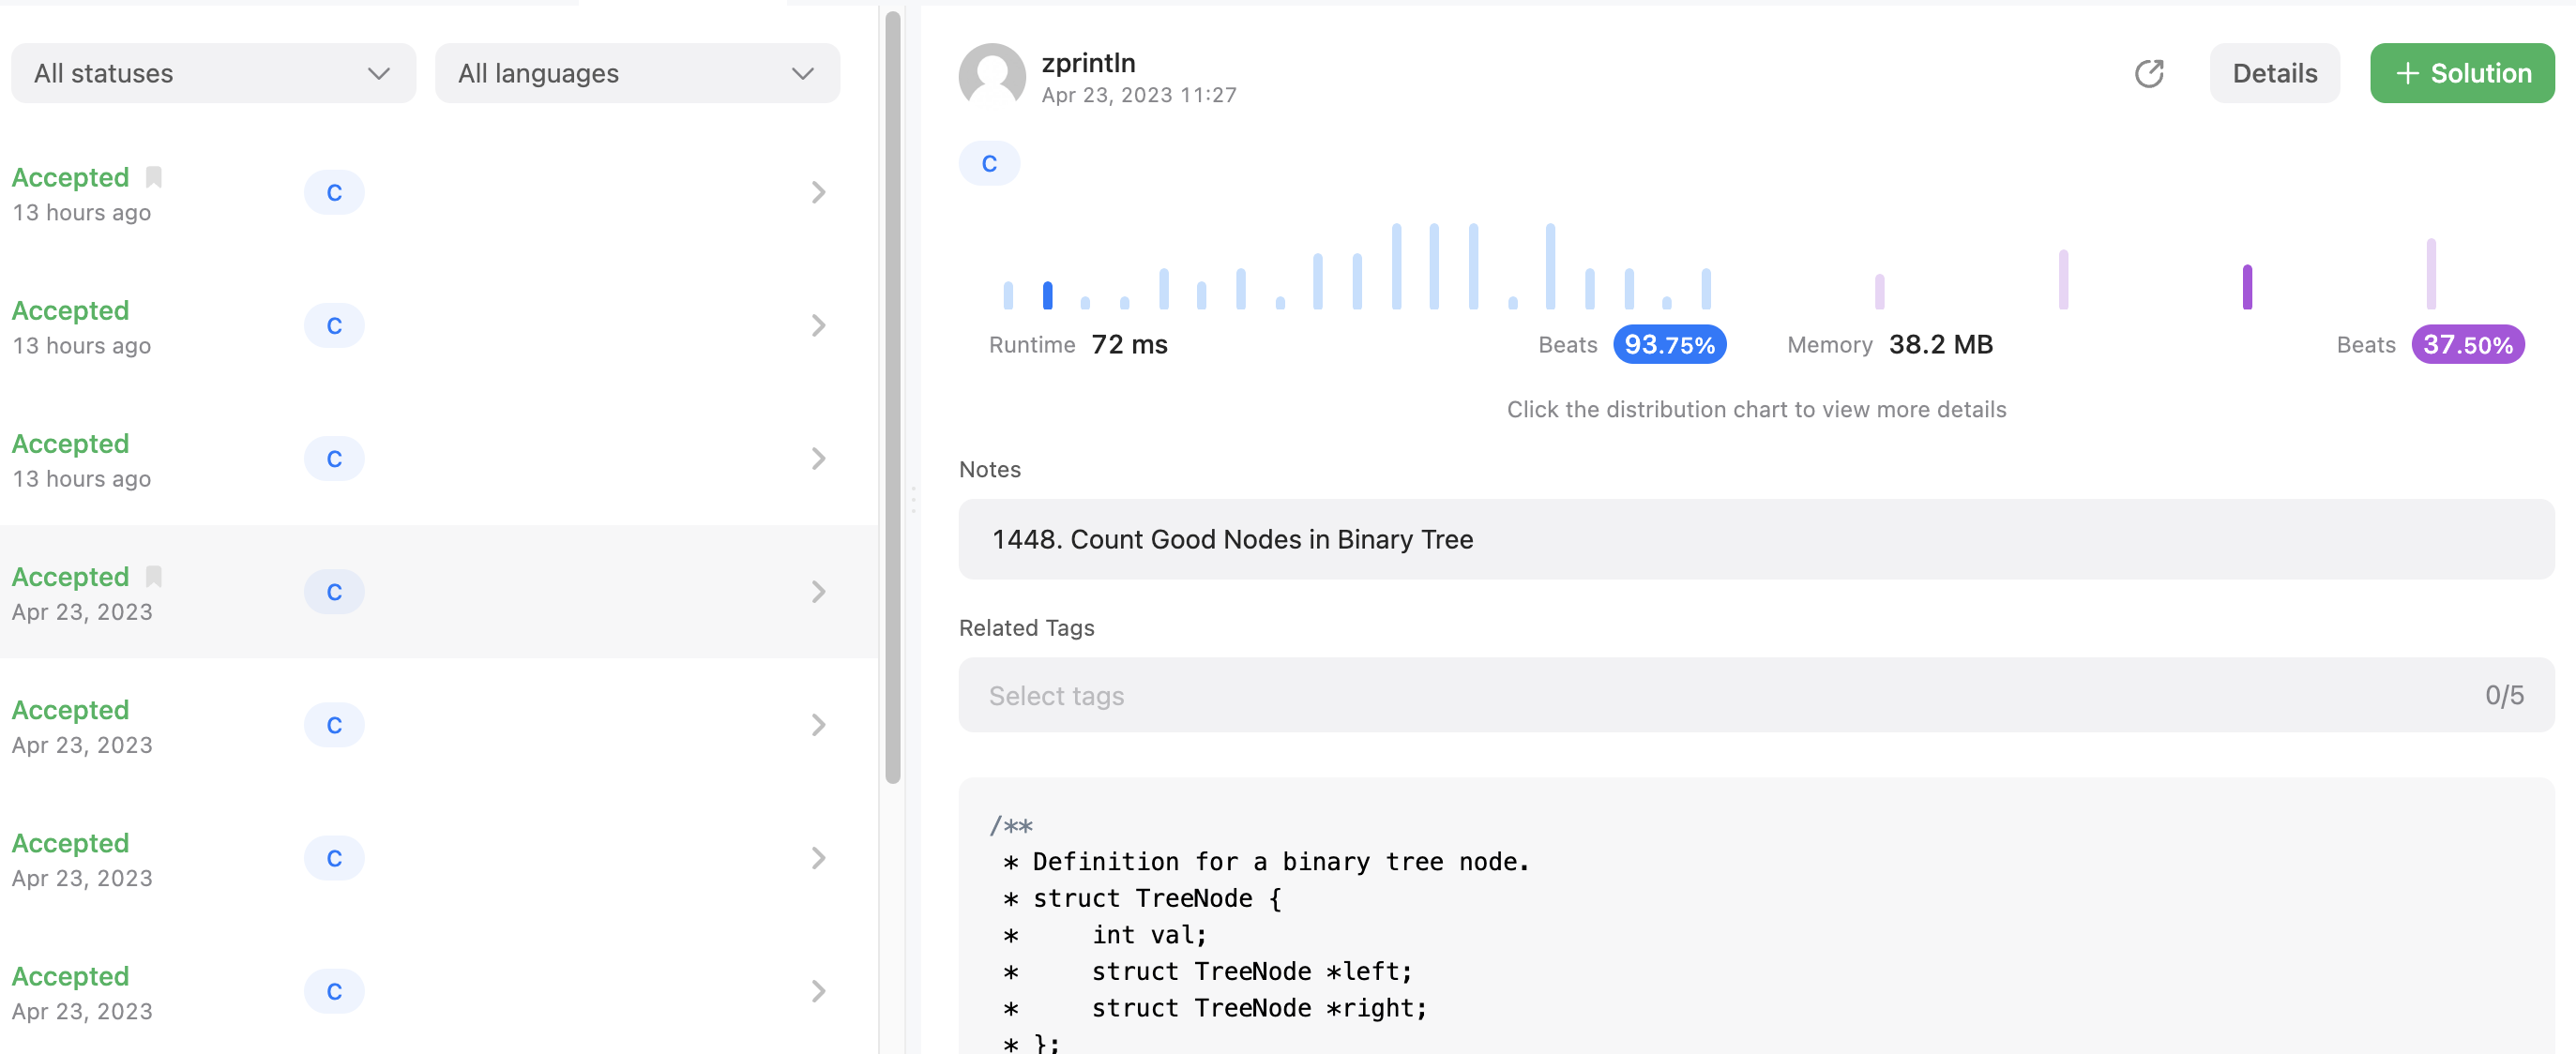 All statuses
All languages
Accepted
13 hours ago
C
Accepted
13 hours ago
C
Accepted
13 hours ago
C
Accepted
Apr 23, 2023
C
Accepted
Apr 23, 2023
C
Accepted
Apr 23, 2023
C
Accepted
Apr 23, 2023
C
zprintln
Apr 23, 2023 11:27
Details
+ Solution
C
Runtime 72 ms
Beats 93.75%
Memory 38.2 MB
Beats 37.50%
Click the distribution chart to view more details
Notes
1448. Count Good Nodes in Binary Tree
Related Tags
Select tags
0/5
/**
 * Definition for a binary tree node.
 * struct TreeNode {
 *     int val;
 *     struct TreeNode *left;
 *     struct TreeNode *right;
 * };